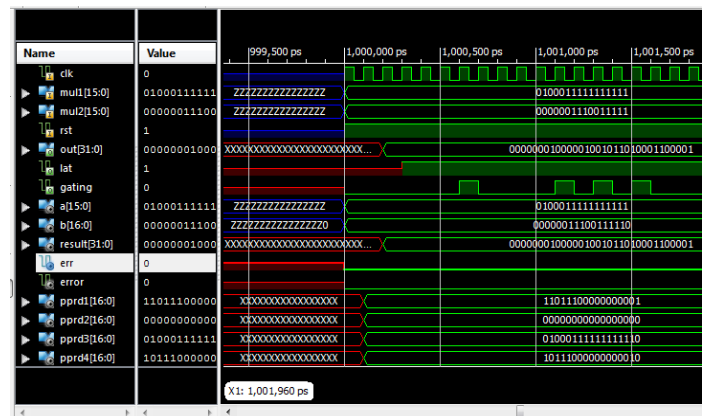 Name Value 999,500 ps 1,000,000 ps 1,000,500 ps 1,001,000 ps 1,001,500 ps
clk 0
mul1[15:0] 01000111111 ZZZZZZZZZZZZZZZZ 0100011111111111
mul2[15:0] 00000011100 ZZZZZZZZZZZZZZZZ 0000001110011111
rst 1
out[31:0] 00000001000 XXXXXXXXXXXXXXXXXXXXXXXX... 00000001000001001011010001100001
lat 1
gating 0
a[15:0] 01000111111 ZZZZZZZZZZZZZZZZ 0100011111111111
b[16:0] 00000011100 ZZZZZZZZZZZZZZZZ0 00000011100111110
result[31:0] 00000001000 XXXXXXXXXXXXXXXXXXXXXXXX... 00000001000001001011010001100001
err 0
error 0
pprd1[16:0] 11011100000 XXXXXXXXXXXXXXXXX 11011100000000001
pprd2[16:0] 00000000000 XXXXXXXXXXXXXXXXX 00000000000000000
pprd3[16:0] 01000111111 XXXXXXXXXXXXXXXXX 01000111111111110
pprd4[16:0] 10111000000 XXXXXXXXXXXXXXXXX 10111000000000010
X1: 1,001,960 ps